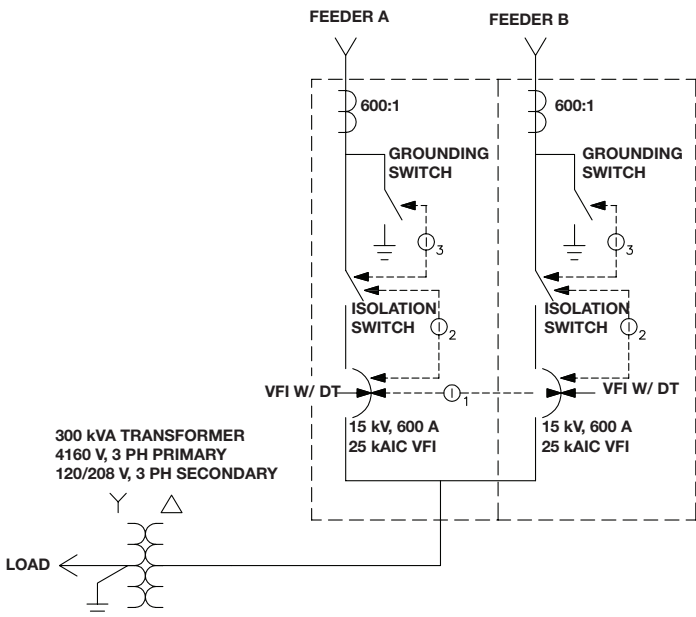 FEEDER A
FEEDER B
600:1
600:1
GROUNDING
SWITCH
GROUNDING
SWITCH
I
3
I
3
ISOLATION
SWITCH
I
2
ISOLATION
SWITCH
I
2
VFI W/ DT
I
1
VFI W/ DT
15 kV, 600 A
25 kAIC VFI
15 kV, 600 A
25 kAIC VFI
300 kVA TRANSFORMER
4160 V, 3 PH PRIMARY
120/208 V, 3 PH SECONDARY
LOAD